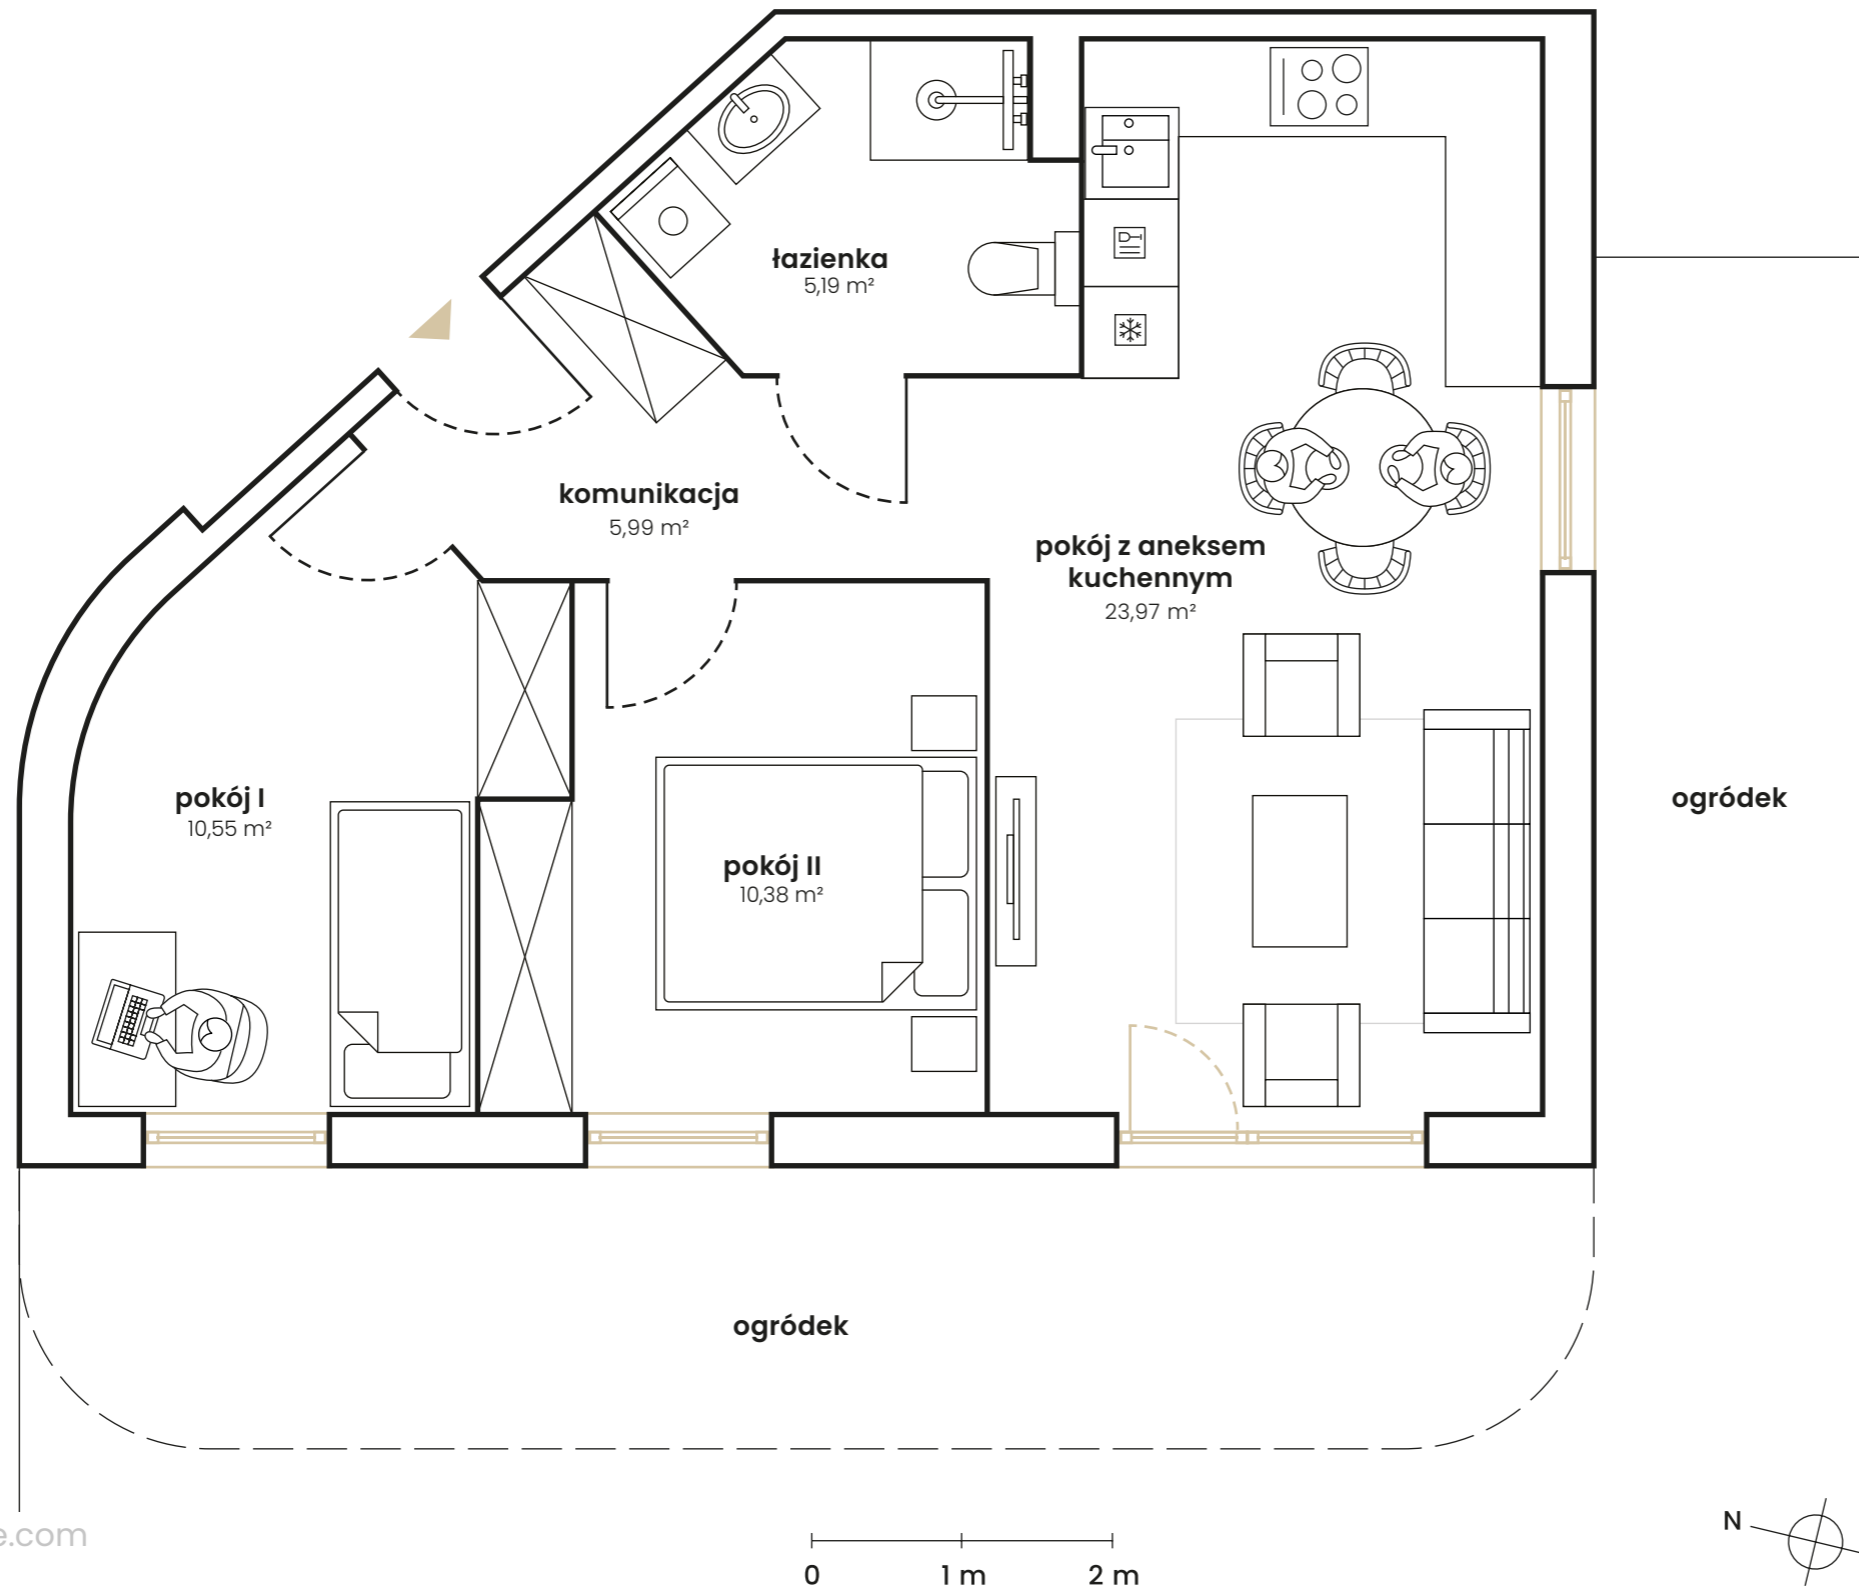 łazienka
5,19 m²
komunikacja
5,99 m²
pokój z aneksem
kuchennym
23,97 m²
pokój I
10,55 m²
pokój II
10,38 m²
ogródek
ogródek
e.com
0 1 m 2 m
N